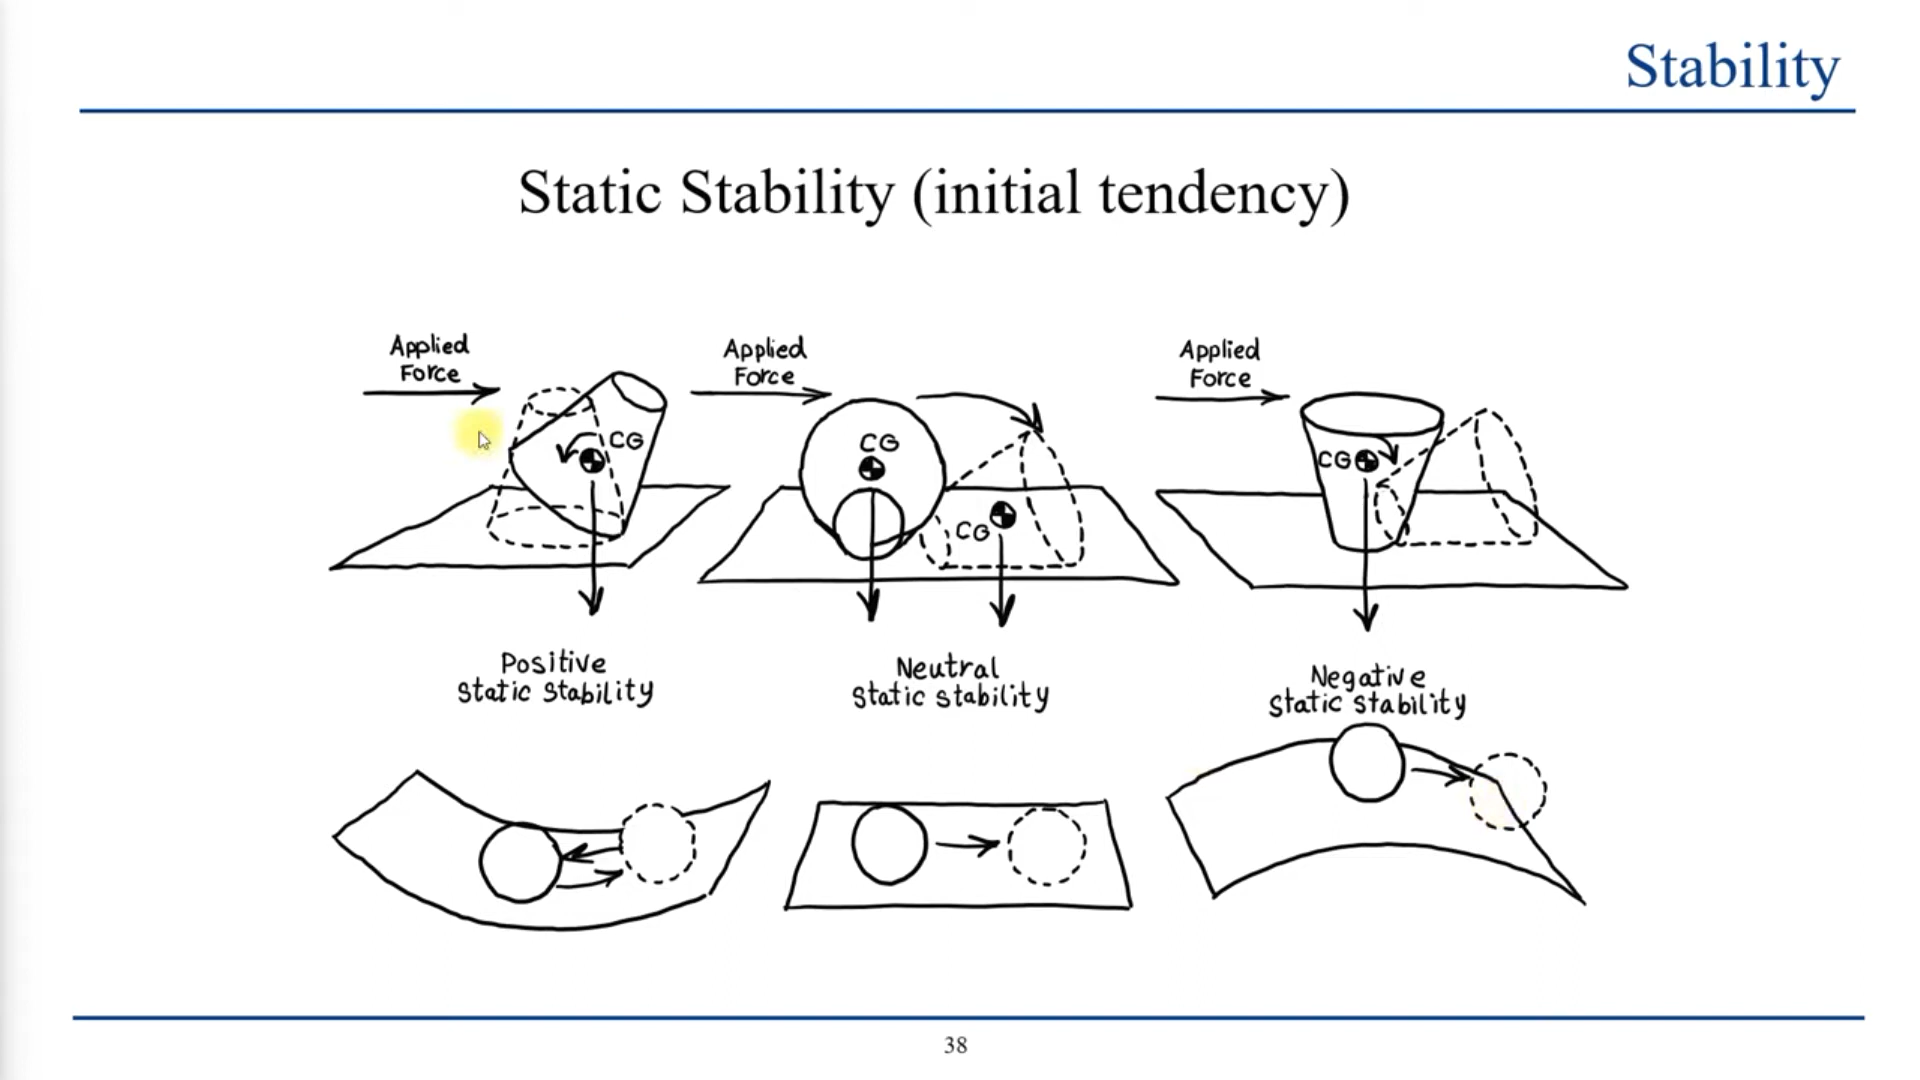 Stability
Static Stability (initial tendency)
Applied
Force
CG
Applied
Force
CG
CG
Applied
Force
CG
Positive
Static Stability
Neutral
Static stability
Negative
Static stability
38